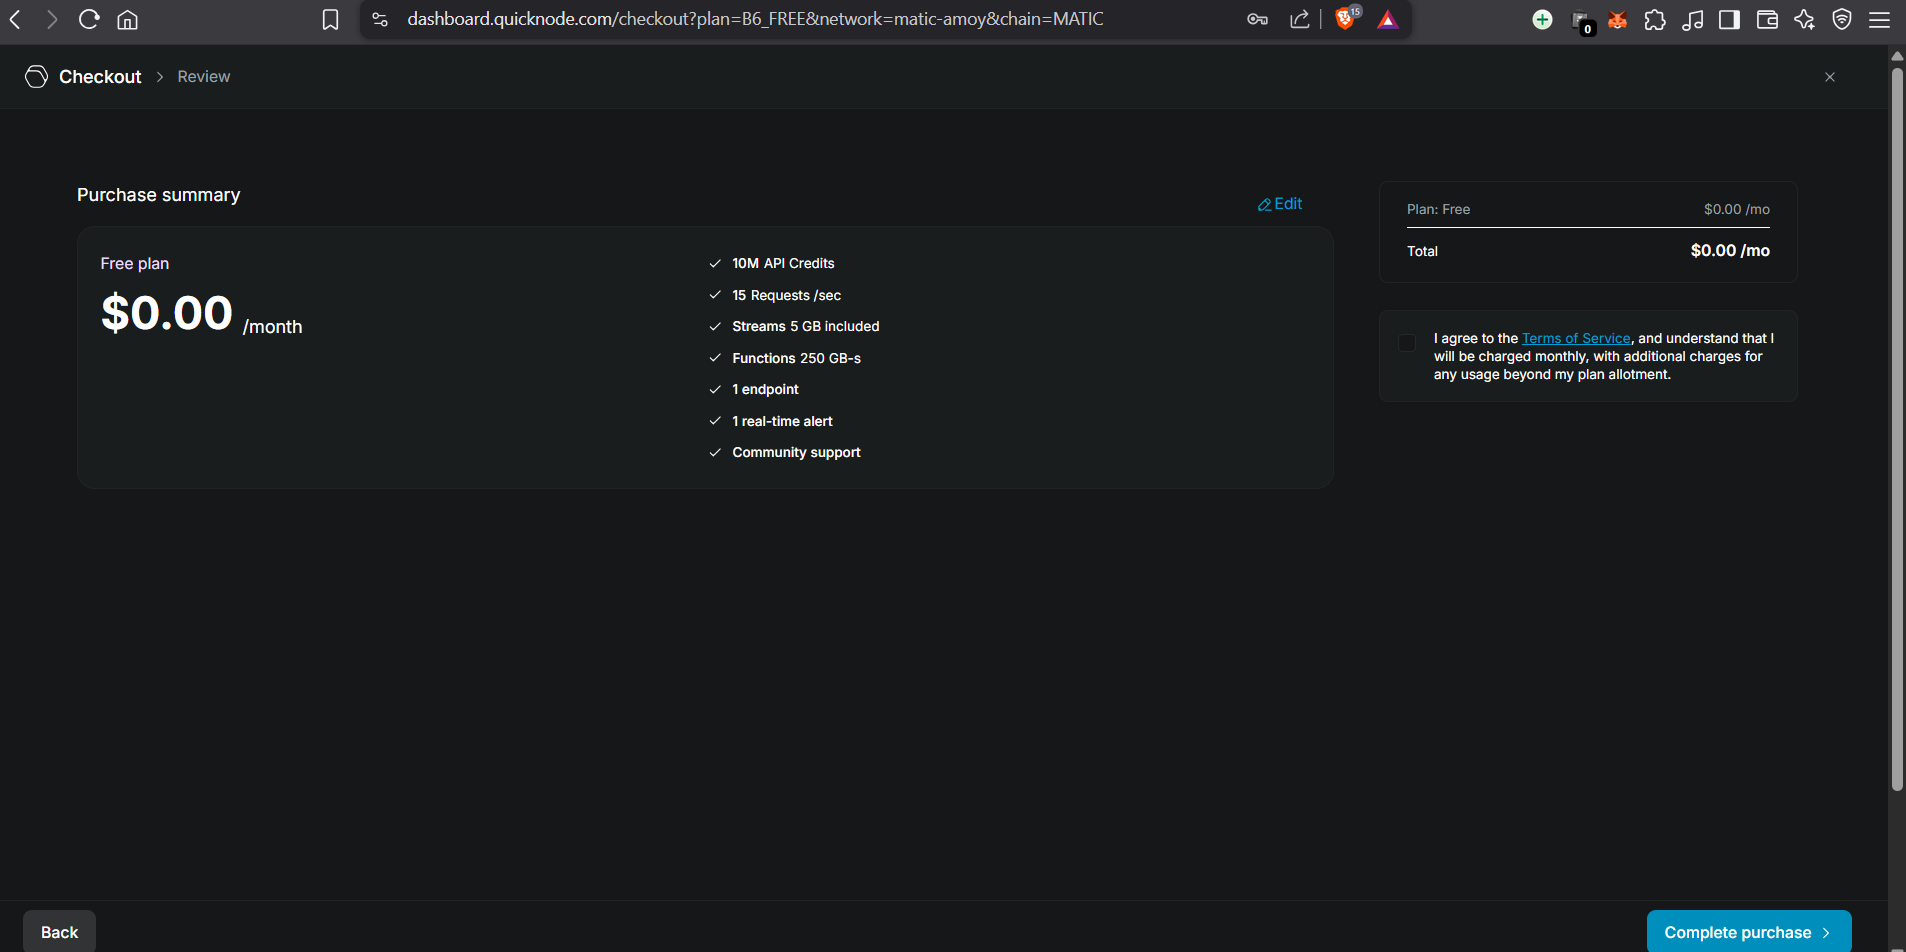 dashboard.quicknode.com/checkout?plan=B6_FREE&network=matic-amoy&chain=MATIC
15
0
Checkout > Review
Purchase summary
Edit
Free plan
$0.00 /month
10M API Credits
15 Requests /sec
Streams 5 GB included
Functions 250 GB-s
1 endpoint
1 real-time alert
Community support
Plan: Free $0.00 /mo
Total $0.00 /mo
I agree to the Terms of Service, and understand that I
will be charged monthly, with additional charges for
any usage beyond my plan allotment.
Back
Complete purchase >